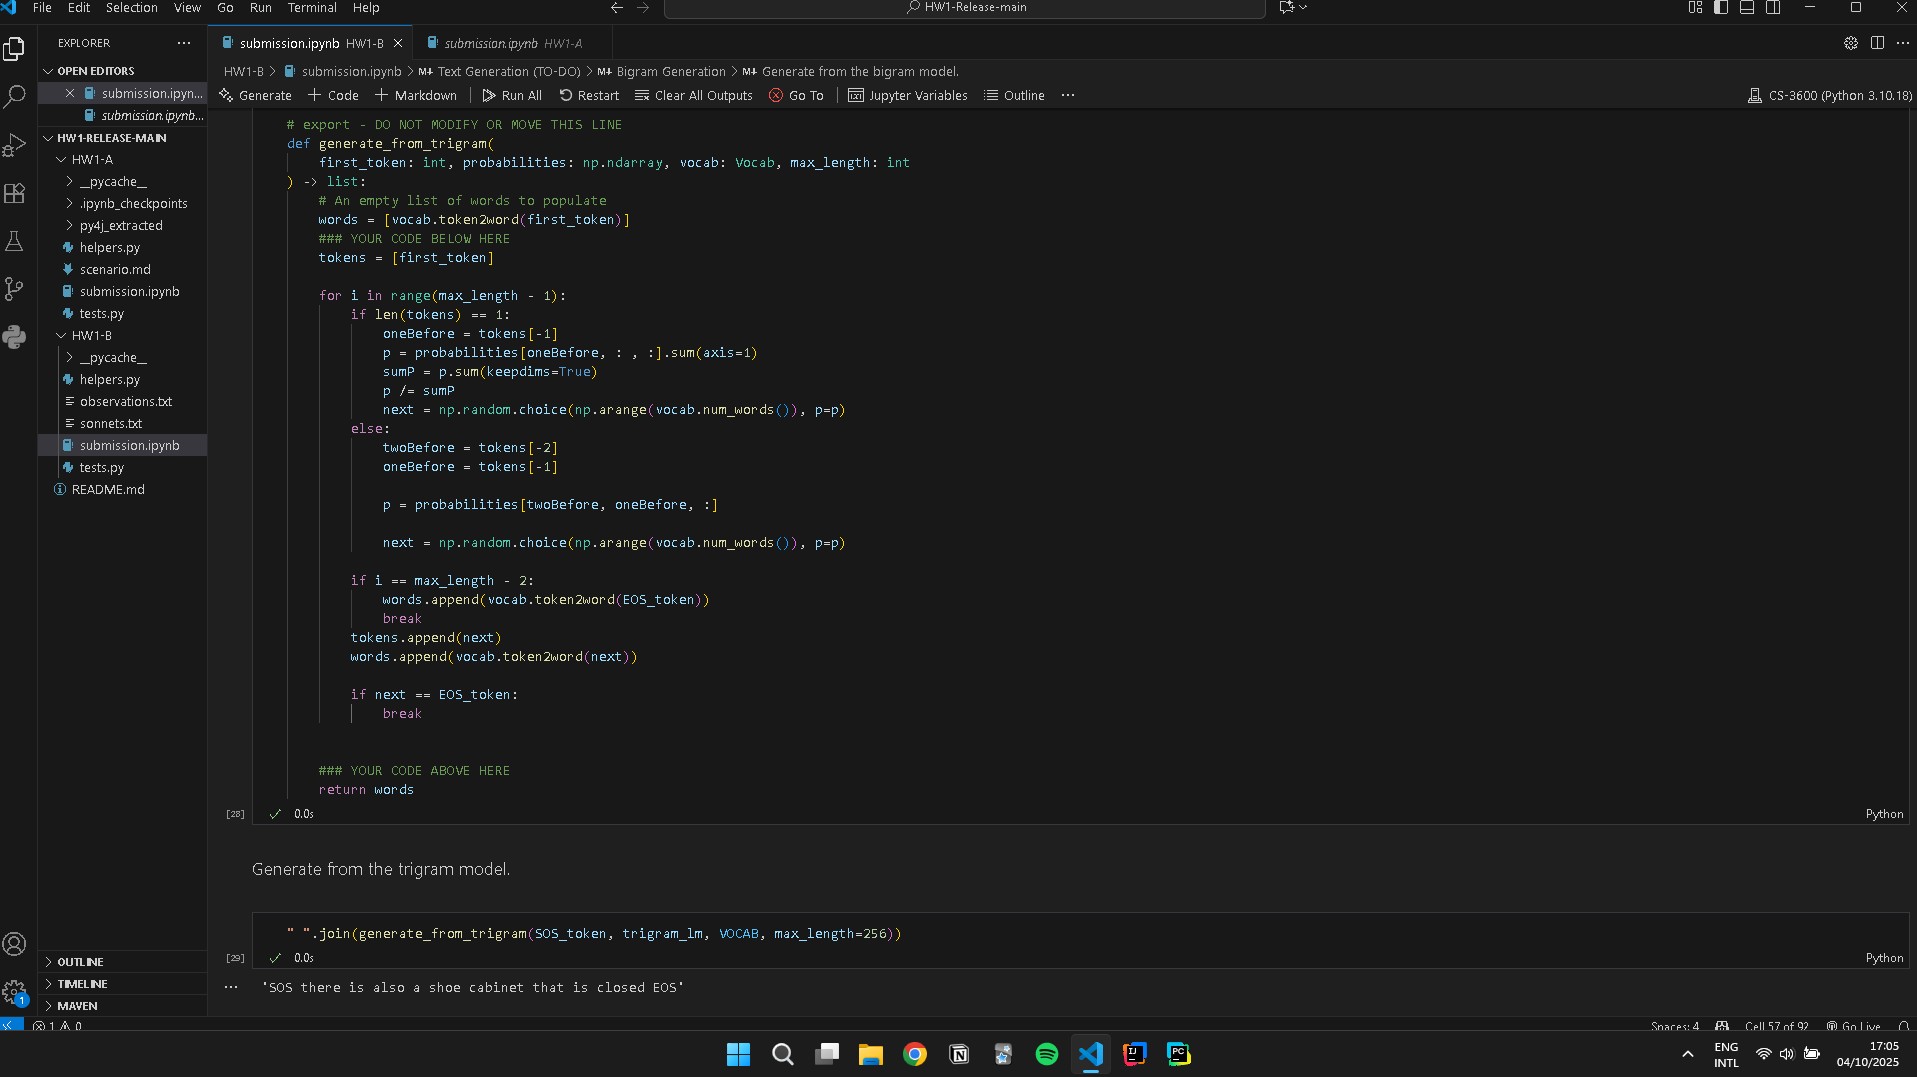 File Edit Selection View Go Run Terminal Help
HW1-Release-main
EXPLORER
OPEN EDITORS
submission.ipyn...
submission.ipynb...
HW1-RELEASE-MAIN
HW1-A
__pycache__
.ipynb_checkpoints
py4j_extracted
helpers.py
scenario.md
submission.ipynb
tests.py
HW1-B
__pycache__
helpers.py
observations.txt
sonnets.txt
submission.ipynb
tests.py
README.md
OUTLINE
TIMELINE
MAVEN
submission.ipynb HW1-B
submission.ipynb HW1-A
HW1-B > submission.ipynb > M↓ Text Generation (TO-DO) > M↓ Bigram Generation > M↓ Generate from the bigram model.
Generate + Code + Markdown | Run All Restart Clear All Outputs Go To | Jupyter Variables Outline ...
CS-3600 (Python 3.10.18)
# export - DO NOT MODIFY OR MOVE THIS LINE
def generate_from_trigram(
    first_token: int, probabilities: np.ndarray, vocab: Vocab, max_length: int
) -> list:
    # An empty list of words to populate
    words = [vocab.token2word(first_token)]
    ### YOUR CODE BELOW HERE
    tokens = [first_token]
    for i in range(max_length - 1):
        if len(tokens) == 1:
            oneBefore = tokens[-1]
            p = probabilities[oneBefore, : , :].sum(axis=1)
            sumP = p.sum(keepdims=True)
            p /= sumP
            next = np.random.choice(np.arange(vocab.num_words()), p=p)
        else:
            twoBefore = tokens[-2]
            oneBefore = tokens[-1]
            p = probabilities[twoBefore, oneBefore, :]
            next = np.random.choice(np.arange(vocab.num_words()), p=p)
        if i == max_length - 2:
            words.append(vocab.token2word(EOS_token))
            break
        tokens.append(next)
        words.append(vocab.token2word(next))
        if next == EOS_token:
            break
    ### YOUR CODE ABOVE HERE
    return words
[28] 0.0s Python
Generate from the trigram model.
" ".join(generate_from_trigram(SOS_token, trigram_lm, VOCAB, max_length=256))
[29] 0.0s Python
'SOS there is also a shoe cabinet that is closed EOS'
1
1 0
Spaces: 4 Cell 57 of 92 Go Live
N IJ PC
ENG
INTL
17:05
04/10/2025